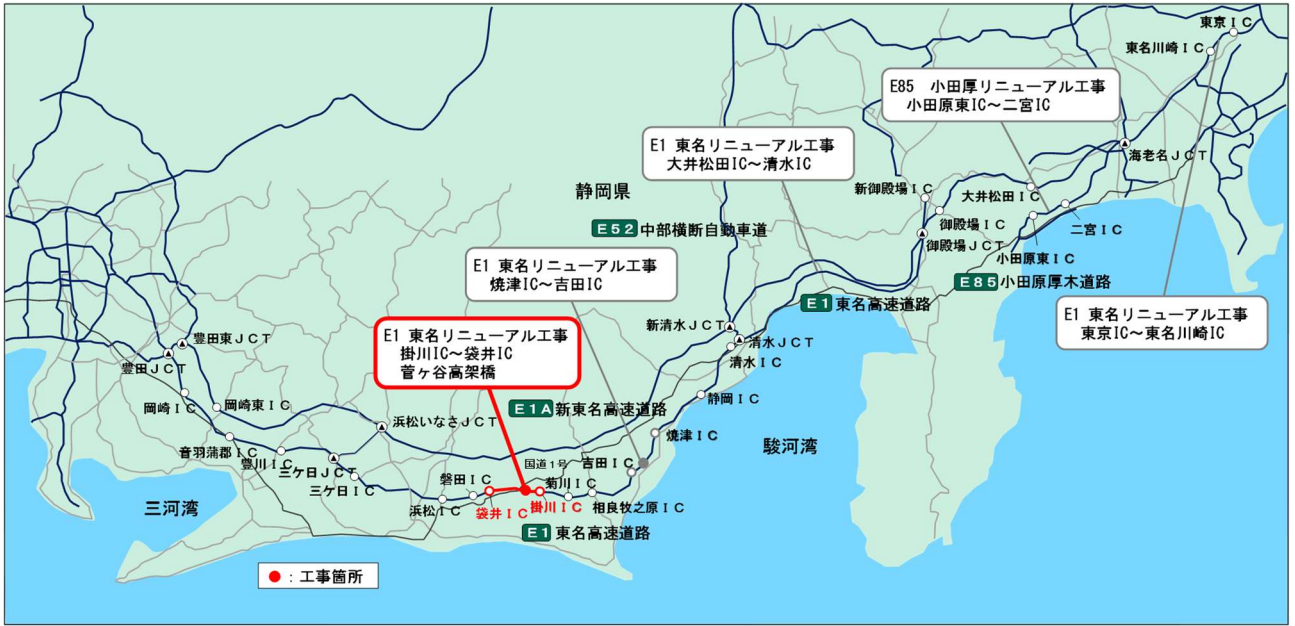 東京ＩＣ
東名川崎ＩＣ
E85 小田厚リニューアル工事
小田原東IC～二宮IC
E1 東名リニューアル工事
大井松田IC～清水IC
海老名ＪＣＴ
新御殿場ＩＣ
大井松田ＩＣ
静岡県
E52 中部横断自動車道
御殿場ＩＣ
二宮ＩＣ
御殿場ＪＣＴ
小田原東ＩＣ
E1 東名リニューアル工事
焼津IC～吉田IC
E85 小田原厚木道路
E1 東名高速道路
E1 東名リニューアル工事
東京IC～東名川崎IC
新清水ＪＣＴ
E1 東名リニューアル工事
掛川IC～袋井IC
菅ヶ谷高架橋
豊田東ＪＣＴ
清水ＪＣＴ
豊田ＪＣＴ
清水ＩＣ
岡崎ＩＣ
岡崎東ＩＣ
E1A 新東名高速道路
静岡ＩＣ
浜松いなさＪＣＴ
焼津ＩＣ
駿河湾
音羽蒲郡ＩＣ
豊川ＩＣ
国道１号
吉田ＩＣ
三ケ日ＪＣＴ
三ケ日ＩＣ
磐田ＩＣ
菊川ＩＣ
三河湾
浜松ＩＣ
袋井ＩＣ
掛川ＩＣ
相良牧之原ＩＣ
E1 東名高速道路
●：工事箇所